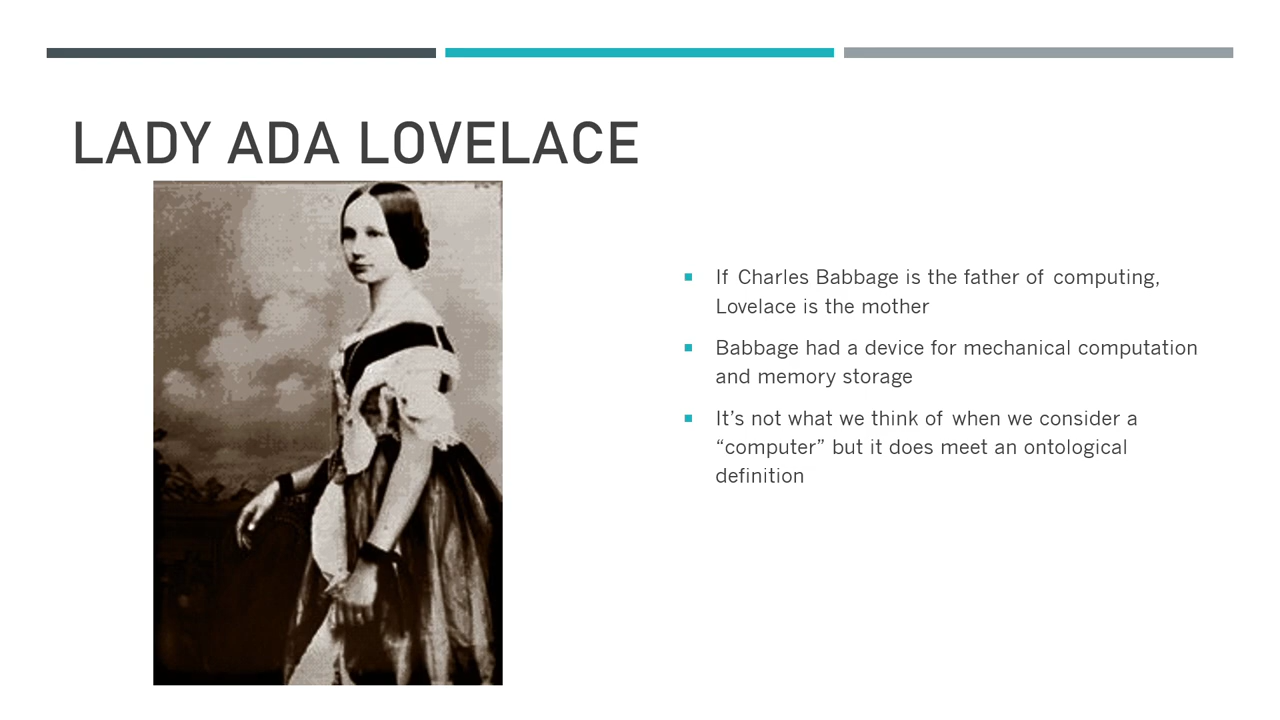 LADY ADA LOVELACE
If Charles Babbage is the father of computing,
Lovelace is the mother
Babbage had a device for mechanical computation
and memory storage
It’s not what we think of when we consider a
“computer” but it does meet an ontological
definition